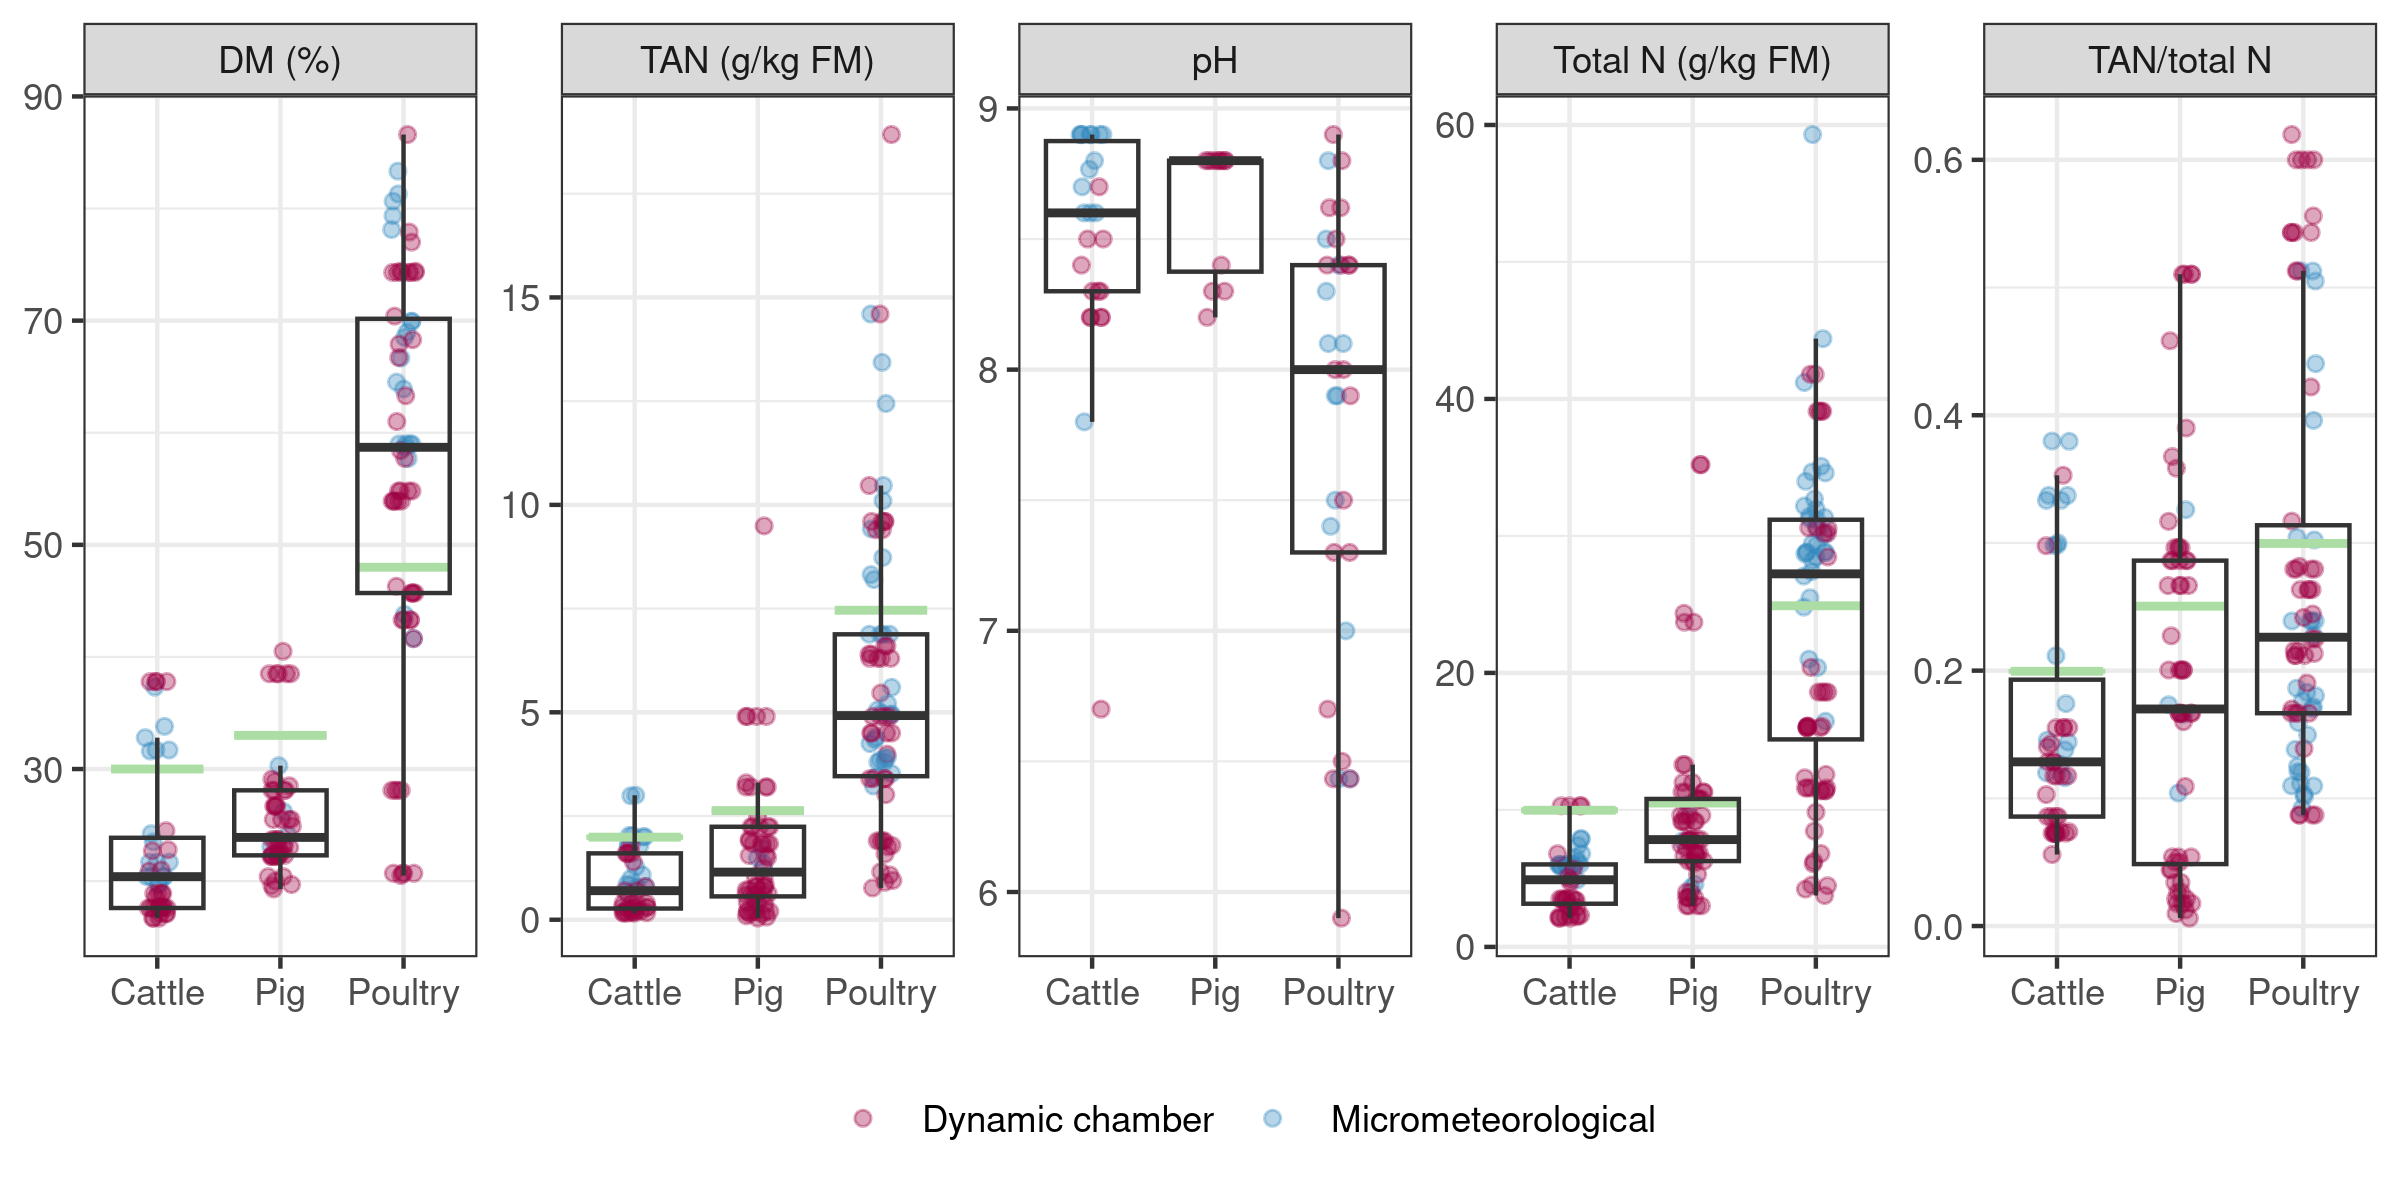 DM (%)
TAN (g/kg FM)
pH
Total N (g/kg FM)
TAN/total N
90
70
50
30
15
10
5
0
9
8
7
6
60
40
20
0
0.6
0.4
0.2
0.0
Cattle Pig Poultry
Cattle Pig Poultry
Cattle Pig Poultry
Cattle Pig Poultry
Cattle Pig Poultry
Dynamic chamber
Micrometeorological